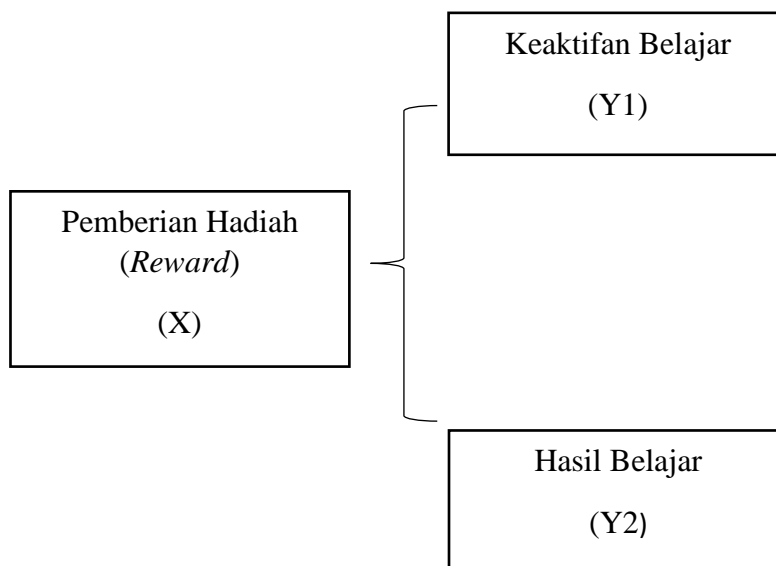 Keaktifan Belajar
(Y1)
Pemberian Hadiah
(Reward)
(X)
Hasil Belajar
(Y2)